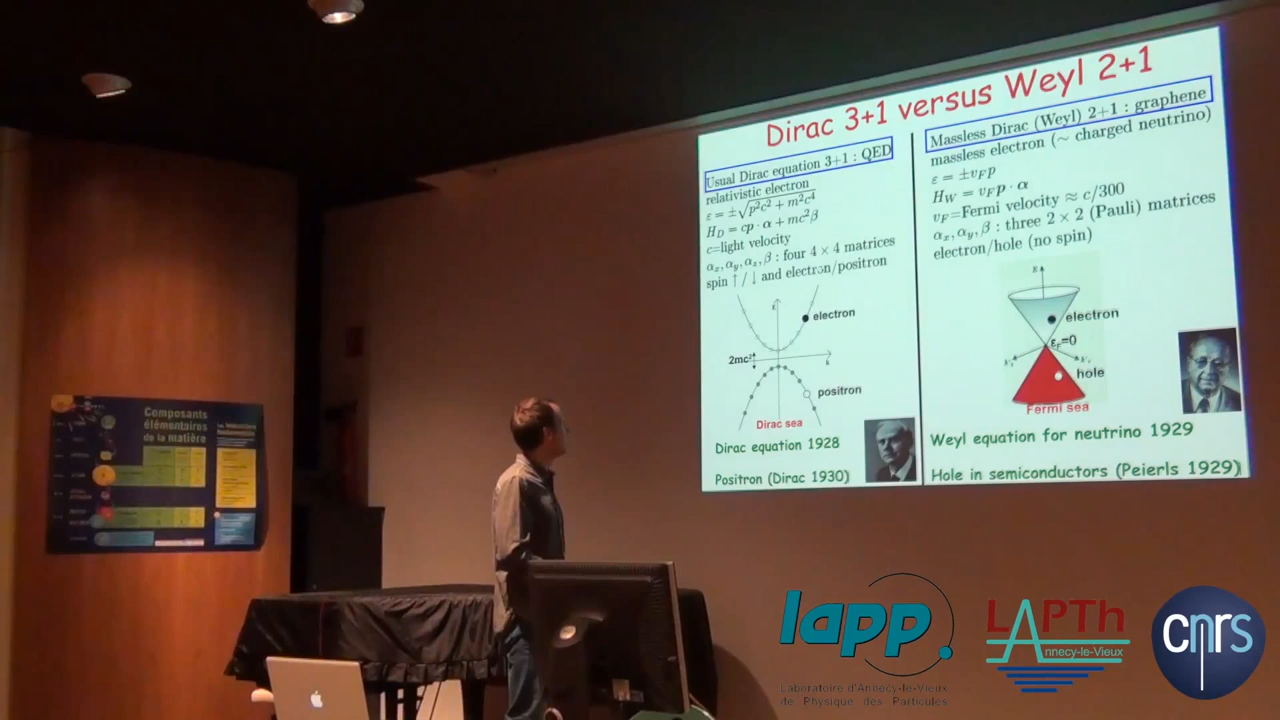 Dirac 3+1 versus Weyl 2+1
Usual Dirac equation 3+1 : QED
relativistic electron
ε = ±√p²c² + m²c⁴
H_D = cp · α + mc²β
c=light velocity
α_x, α_y, α_z, β : four 4 × 4 matrices
spin ↑ / ↓ and electron/positron
E
electron
2mc²
k
positron
Dirac sea
Dirac equation 1928
Positron (Dirac 1930)
Massless Dirac (Weyl) 2+1 : graphene
massless electron (∼ charged neutrino)
ε = ±v_F p
H_W = v_F p · α
v_F=Fermi velocity ≈ c/300
α_x, α_y, β : three 2 × 2 (Pauli) matrices
electron/hole (no spin)
E
electron
ε_F=0
hole
Fermi sea
Weyl equation for neutrino 1929
Hole in semiconductors (Peierls 1929)
Composants
élémentaires
de la matière
lapp
Laboratoire d'Annecy-le-Vieux
de Physique des Particules
LAPTh
Annecy-le-Vieux
cnrs